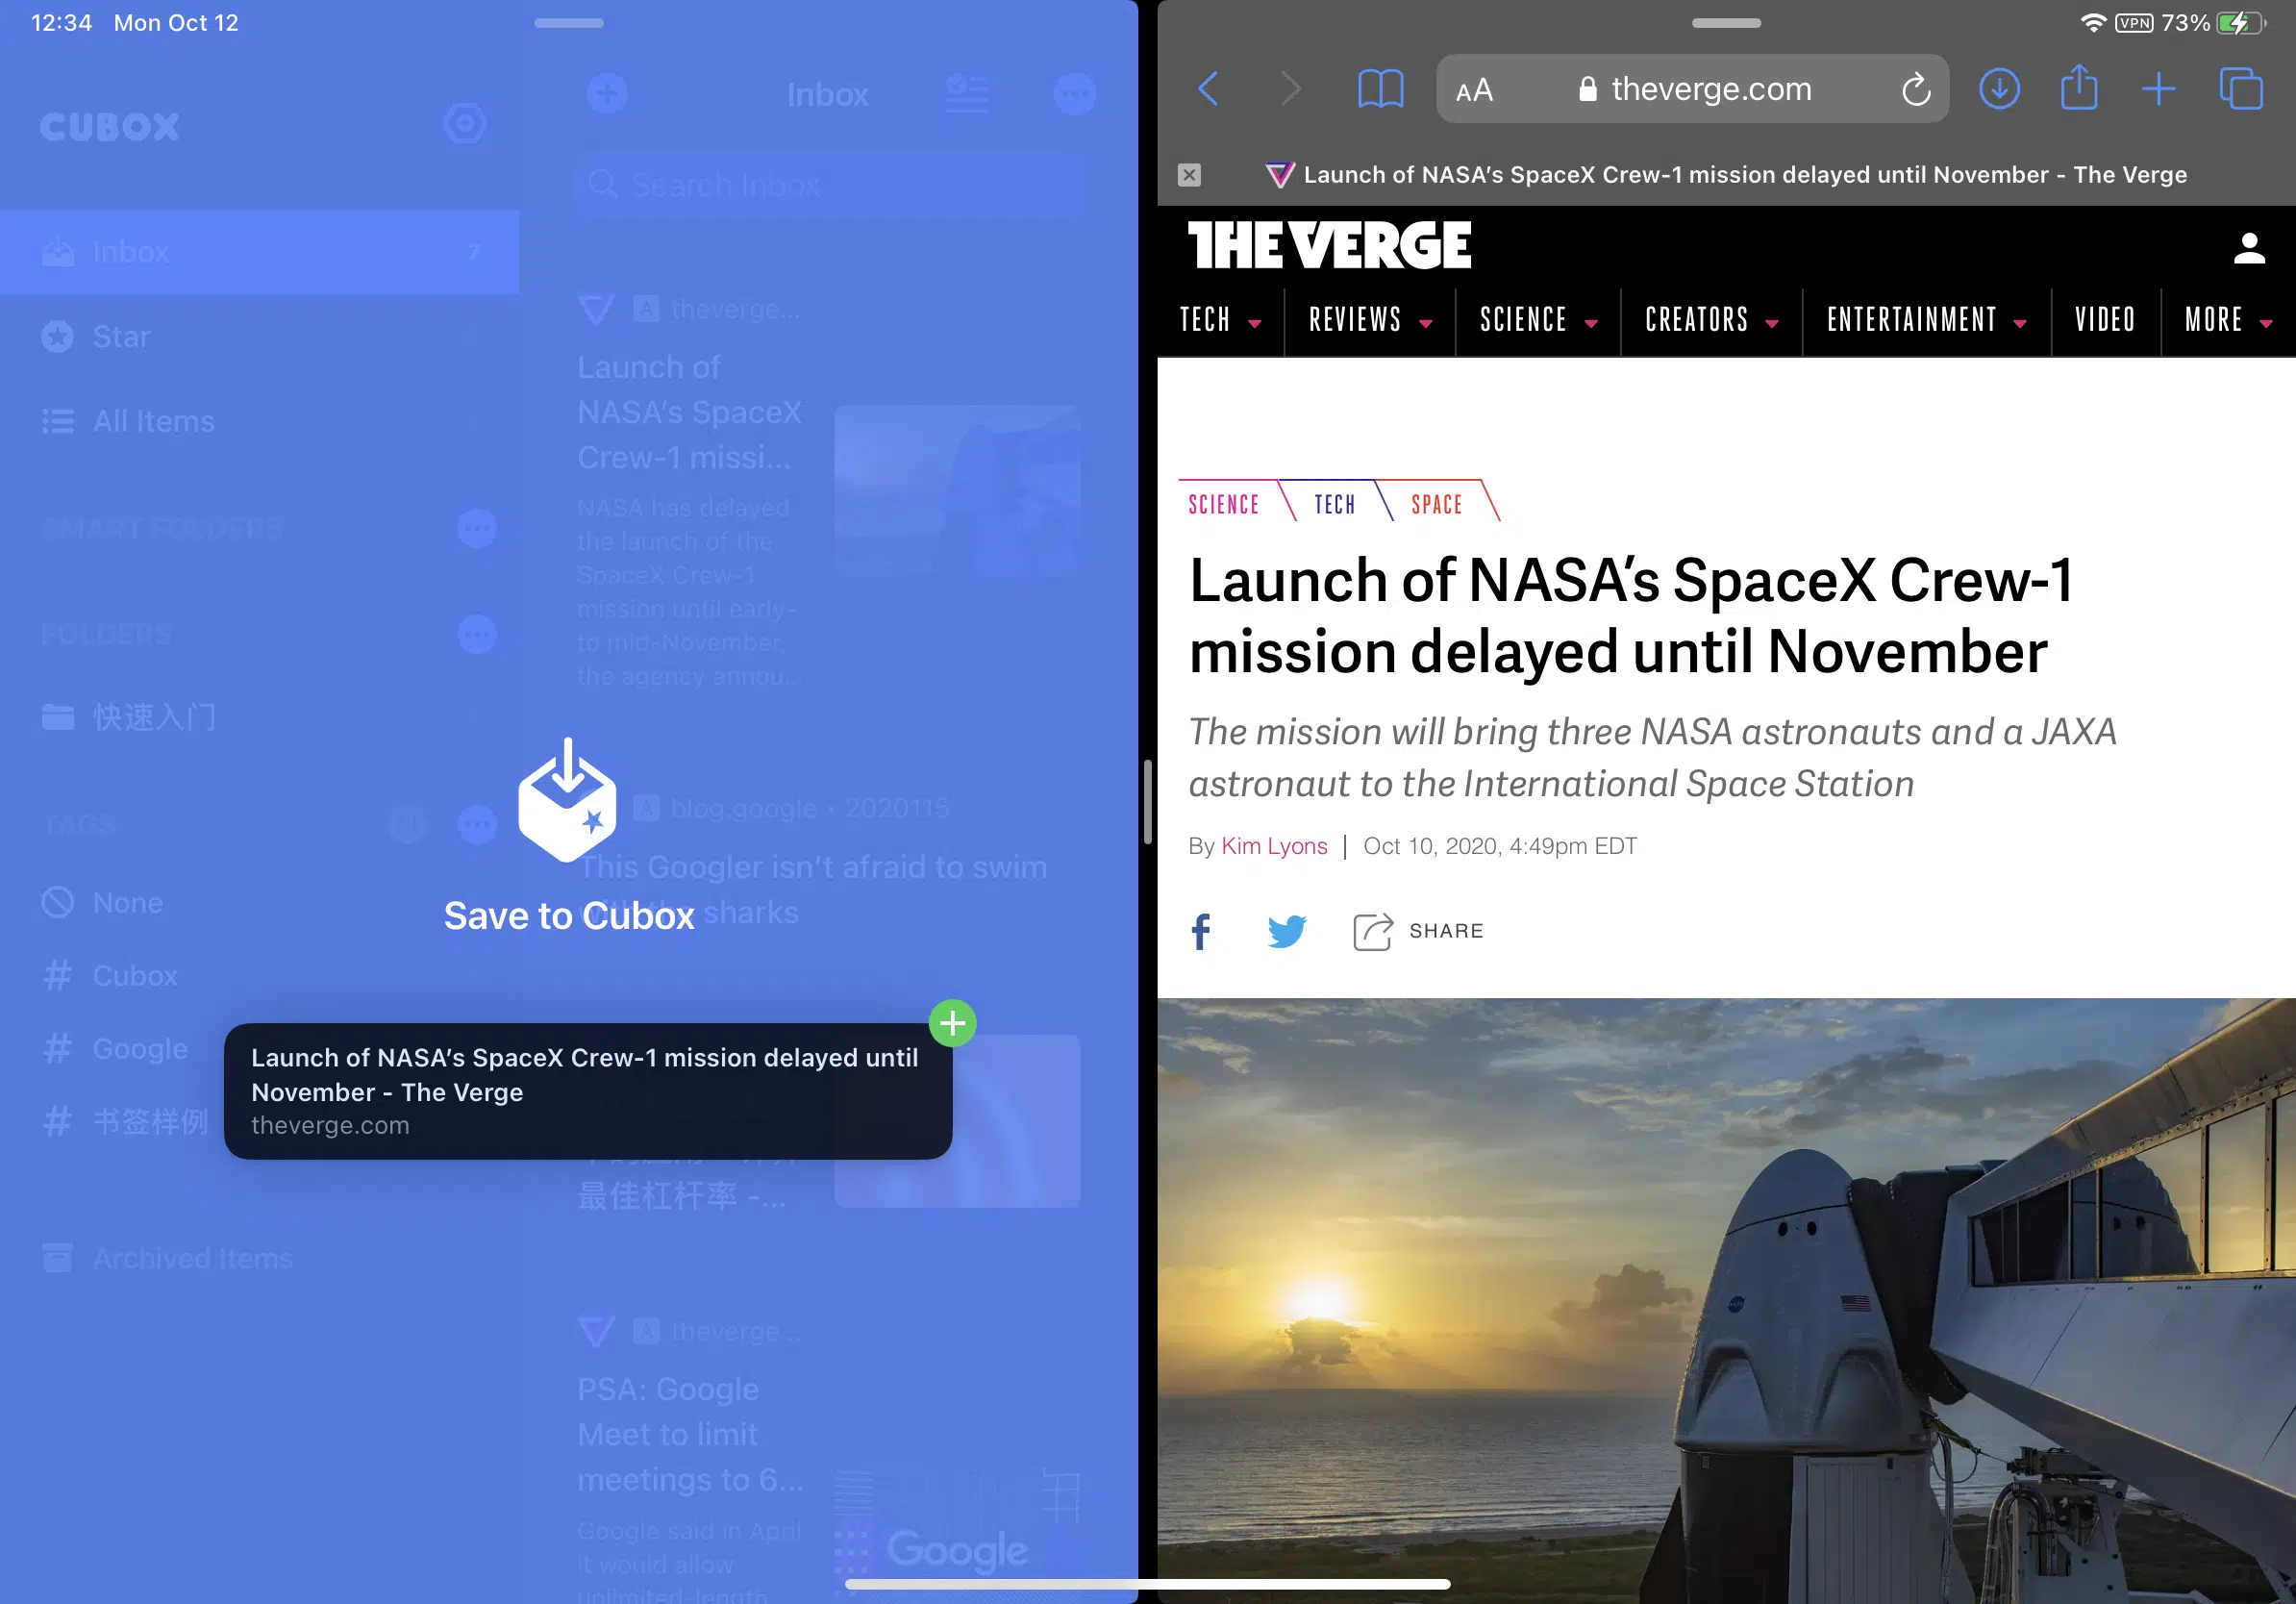 12:34 Mon Oct 12
CUBOX
Inbox 7
Star
All Items
SMART FOLDERS
FOLDERS
快速入门
TAGS
None
# Cubox
# Google
# 书签样例
Archived Items
Inbox
Search Inbox
A theverge...
Launch of
NASA's SpaceX
Crew-1 missi...
NASA has delayed
the launch of the
SpaceX Crew-1
mission until early-
to mid-November,
the agency annou...
A blog.google • 2020115
This Googler isn't afraid to swim
with the sharks
最佳杠杆率 -...
A theverge...
PSA: Google
Meet to limit
meetings to 6...
Google said in April
it would allow
unlimited-length
Google
Save to Cubox
Launch of NASA's SpaceX Crew-1 mission delayed until
November - The Verge
theverge.com
VPN 73%
AA theverge.com
Launch of NASA's SpaceX Crew-1 mission delayed until November - The Verge
THE VERGE
TECH REVIEWS SCIENCE CREATORS ENTERTAINMENT VIDEO MORE
SCIENCE TECH SPACE
Launch of NASA's SpaceX Crew-1
mission delayed until November
The mission will bring three NASA astronauts and a JAXA
astronaut to the International Space Station
By Kim Lyons | Oct 10, 2020, 4:49pm EDT
SHARE